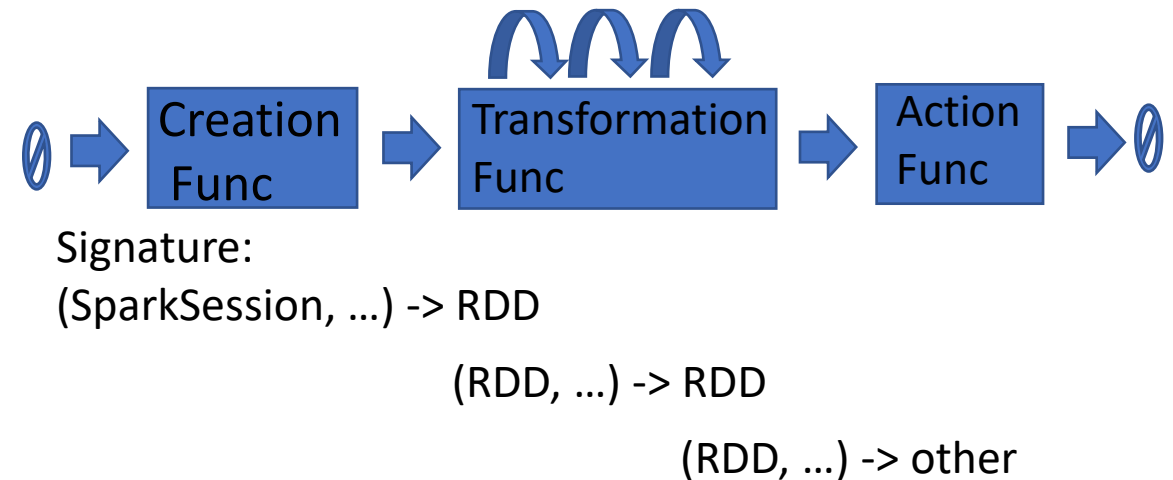 Creation
Func
Transformation
Func
Action
Func
Signature:
(SparkSession, …) -> RDD
(RDD, …) -> RDD
(RDD, …) -> other